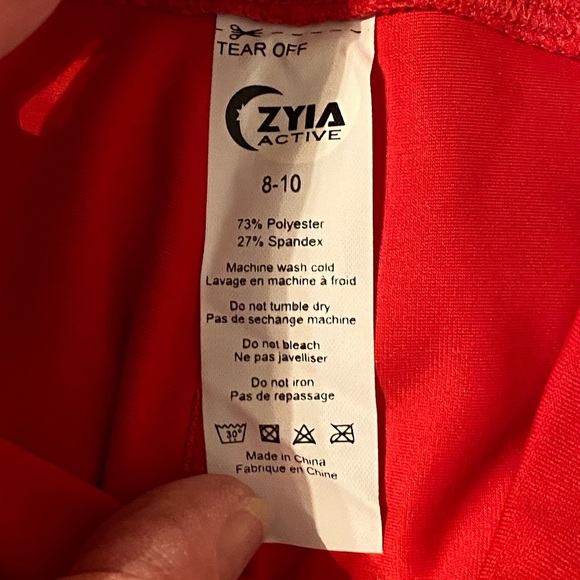 TEAR OFF
ZYIA
ACTIVE
8-10
73% Polyester
27% Spandex
Machine wash cold
Lavage en machine à froid
Do not tumble dry
Pas de sechange machine
Do not bleach
Ne pas javelliser
Do not iron
Pas de repassage
30°
Made in China
Fabrique en Chine